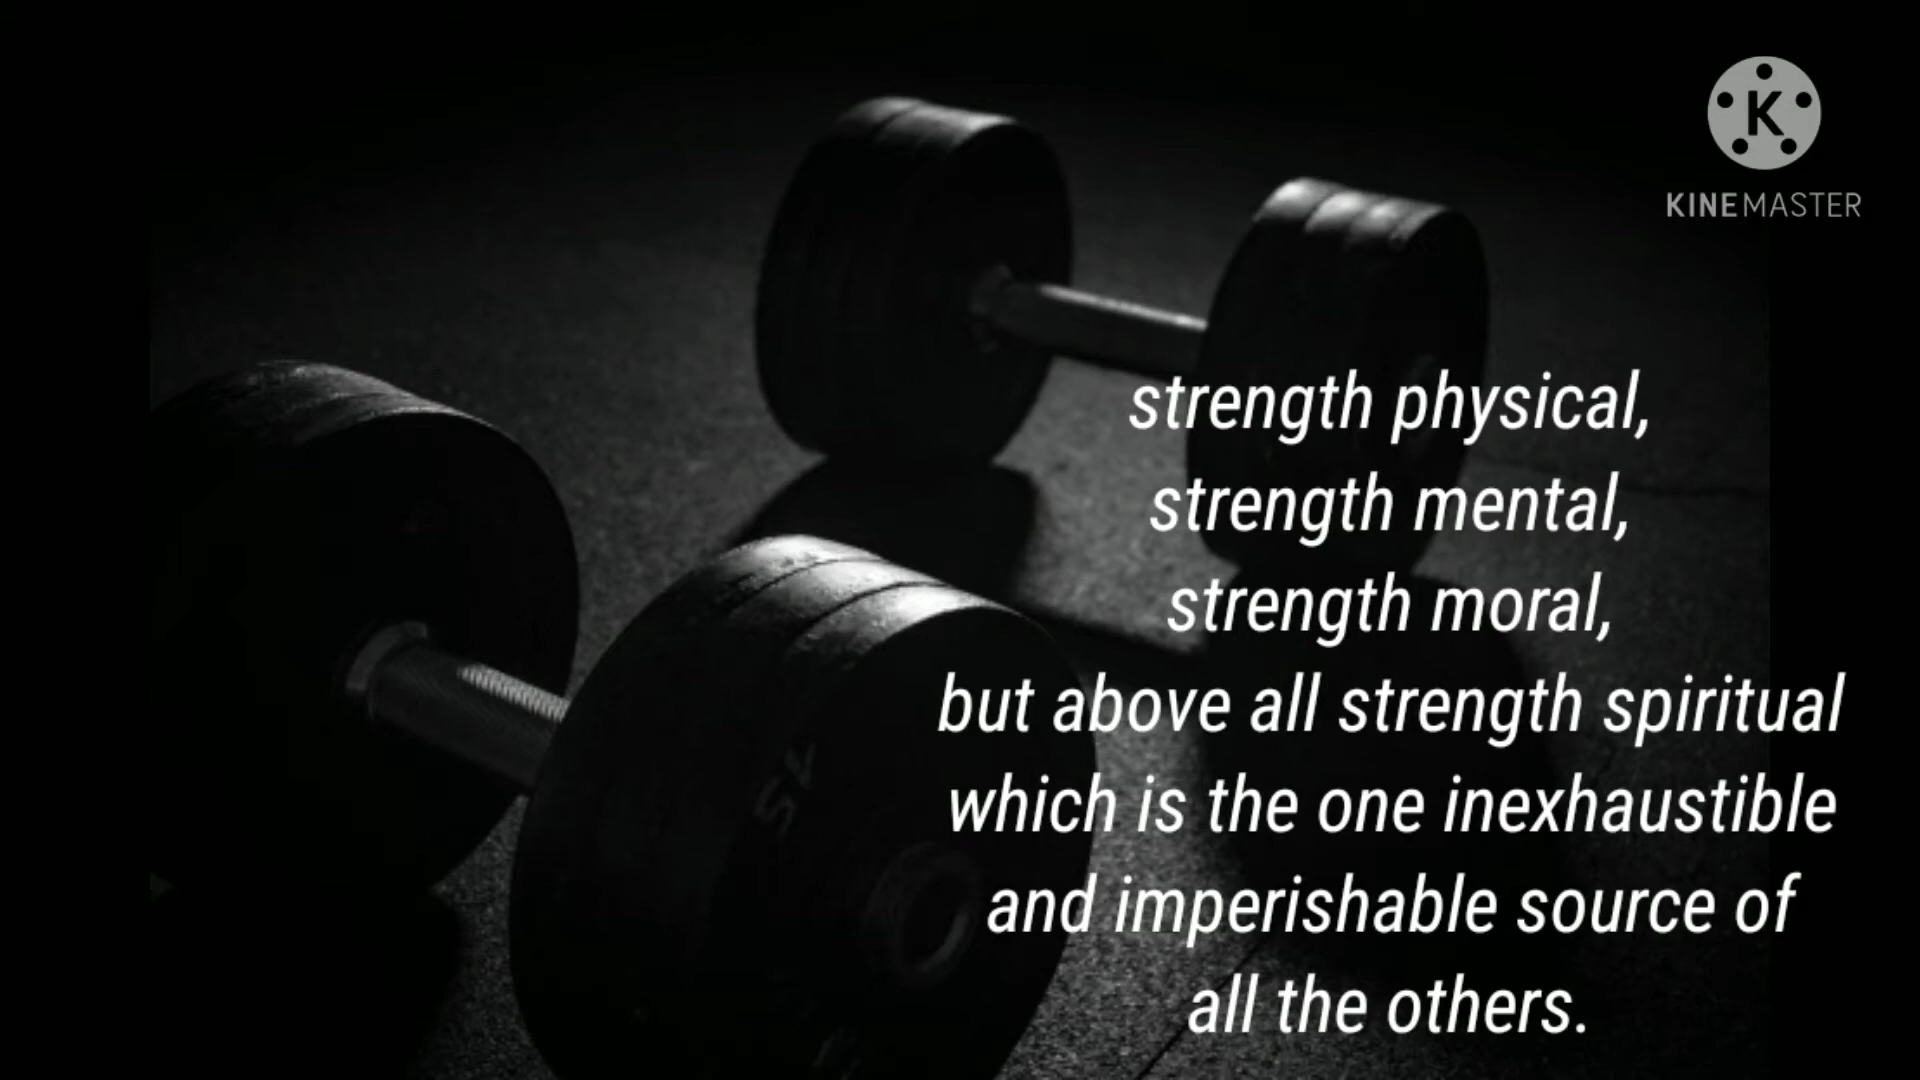 K
KINEMASTER
strength physical,
strength mental,
strength moral,
but above all strength spiritual
which is the one inexhaustible
and imperishable source of
all the others.